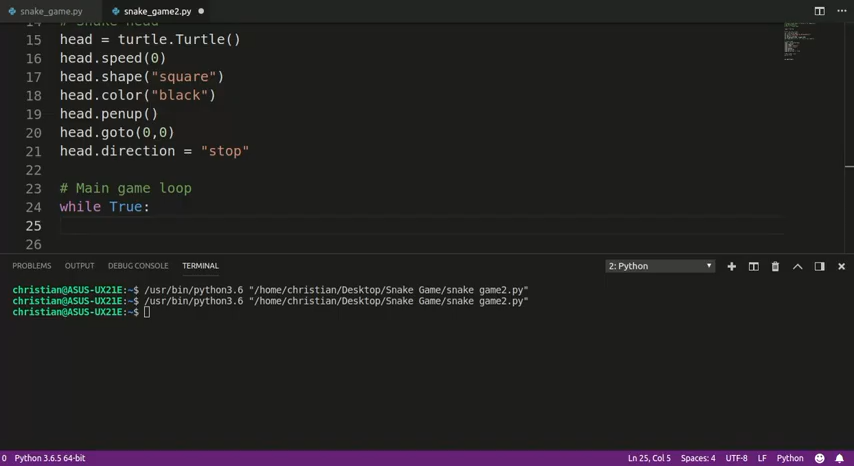 snake_game.py snake_game2.py
14 # Snake head
15 head = turtle.Turtle()
16 head.speed(0)
17 head.shape("square")
18 head.color("black")
19 head.penup()
20 head.goto(0,0)
21 head.direction = "stop"
22
23 # Main game loop
24 while True:
25
26
PROBLEMS OUTPUT DEBUG CONSOLE TERMINAL 2: Python
christian@ASUS-UX21E:~$ /usr/bin/python3.6 "/home/christian/Desktop/Snake Game/snake_game2.py"
christian@ASUS-UX21E:~$ /usr/bin/python3.6 "/home/christian/Desktop/Snake Game/snake_game2.py"
christian@ASUS-UX21E:~$
0 Python 3.6.5 64-bit Ln 25, Col 5 Spaces: 4 UTF-8 LF Python